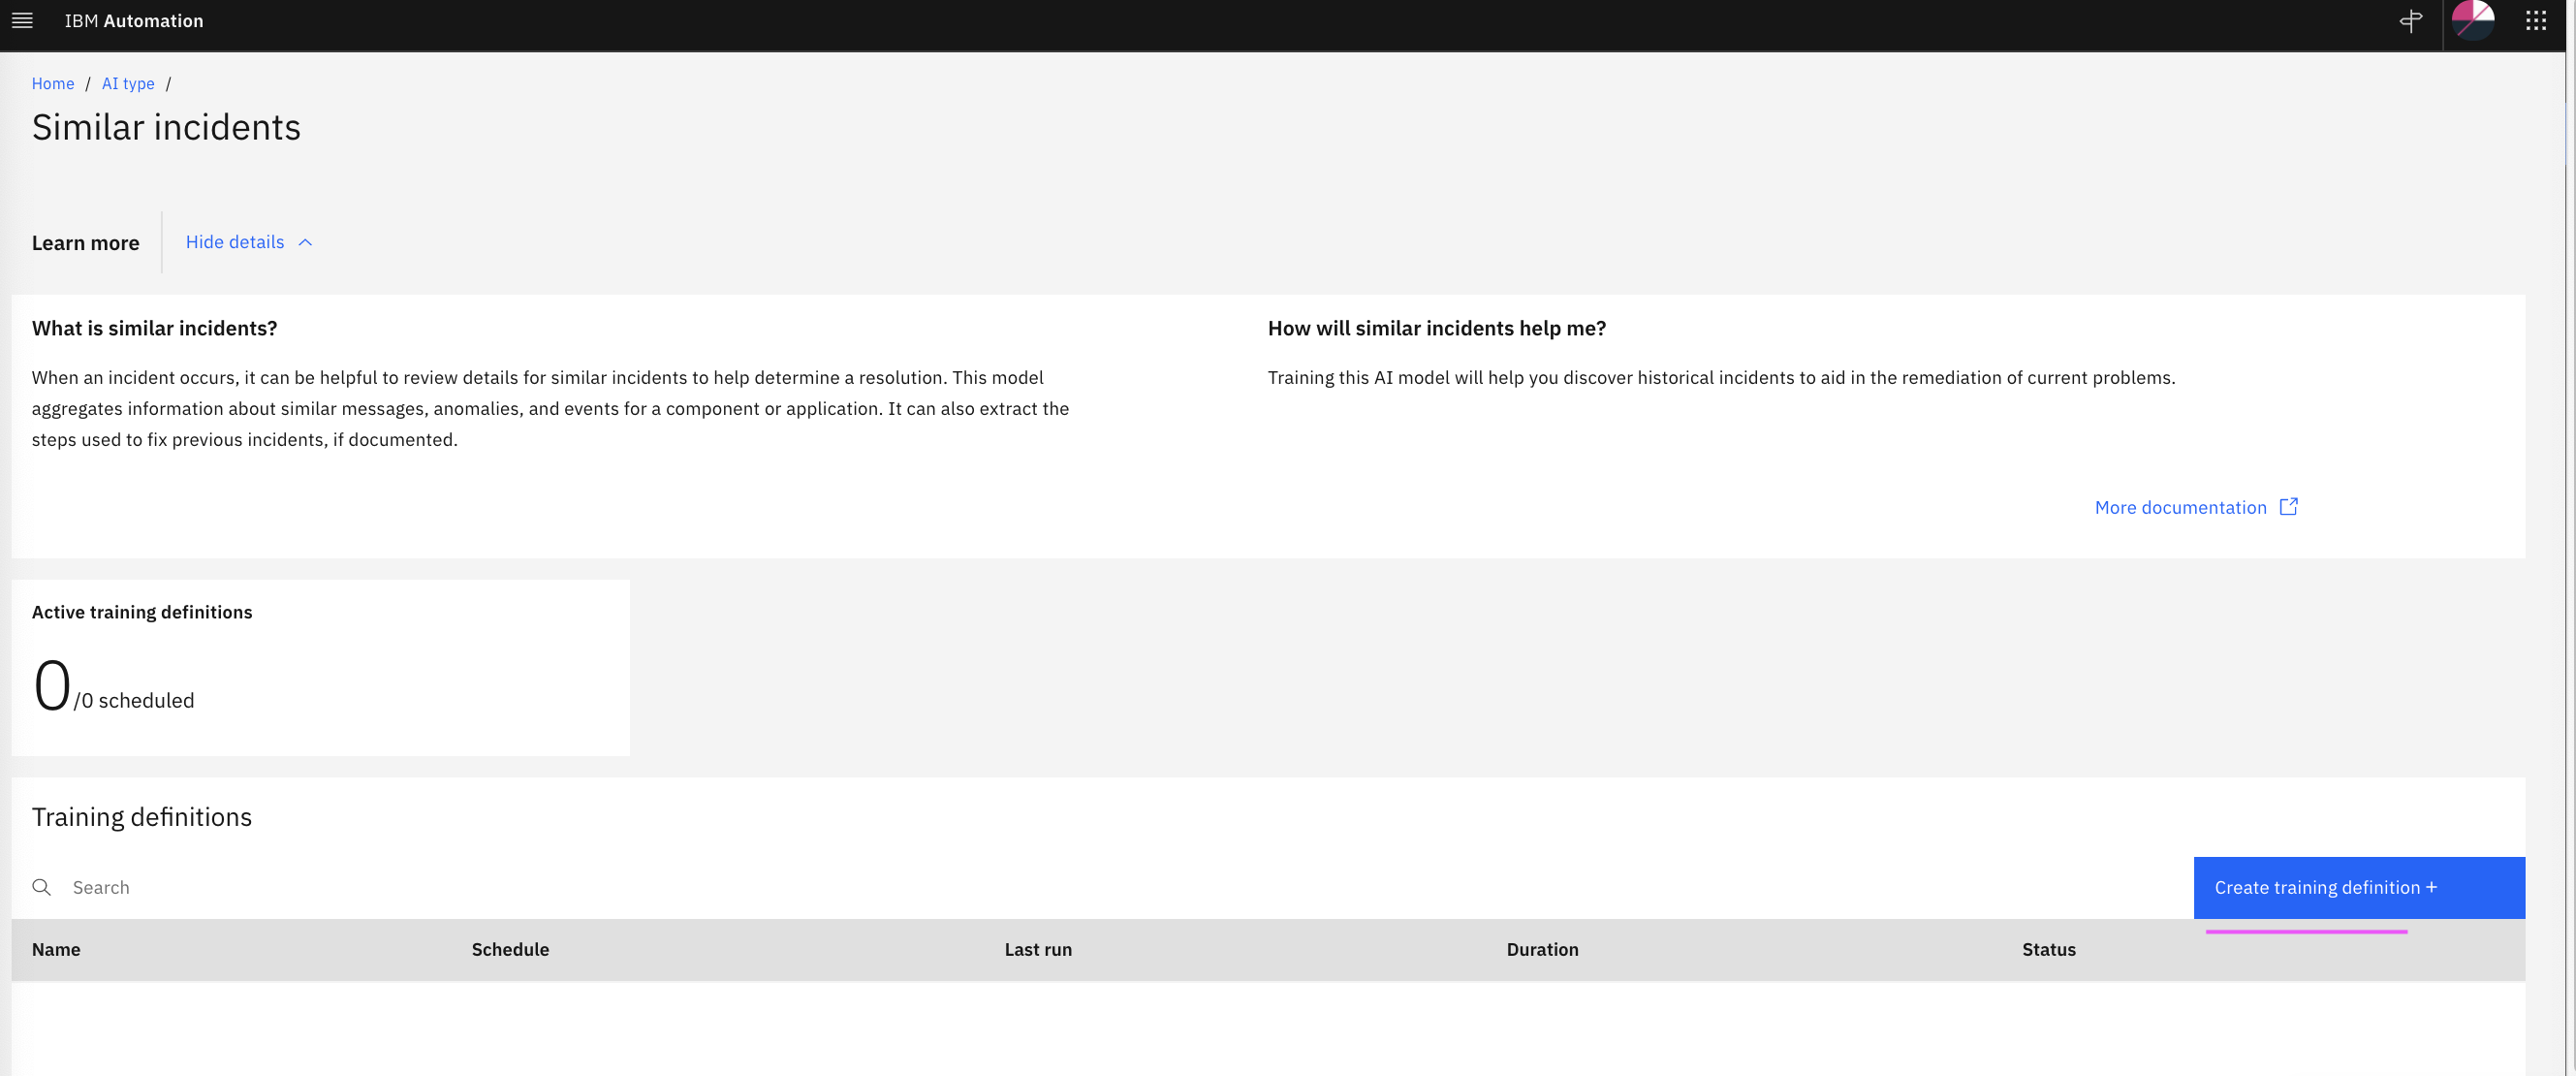 IBM Automation
Home / AI type /
Similar incidents
Learn more
Hide details
What is similar incidents?
When an incident occurs, it can be helpful to review details for similar incidents to help determine a resolution. This model
aggregates information about similar messages, anomalies, and events for a component or application. It can also extract the
steps used to fix previous incidents, if documented.
How will similar incidents help me?
Training this AI model will help you discover historical incidents to aid in the remediation of current problems.
More documentation
Active training definitions
0/0 scheduled
Training definitions
Search
Create training definition +
Name Schedule Last run Duration Status